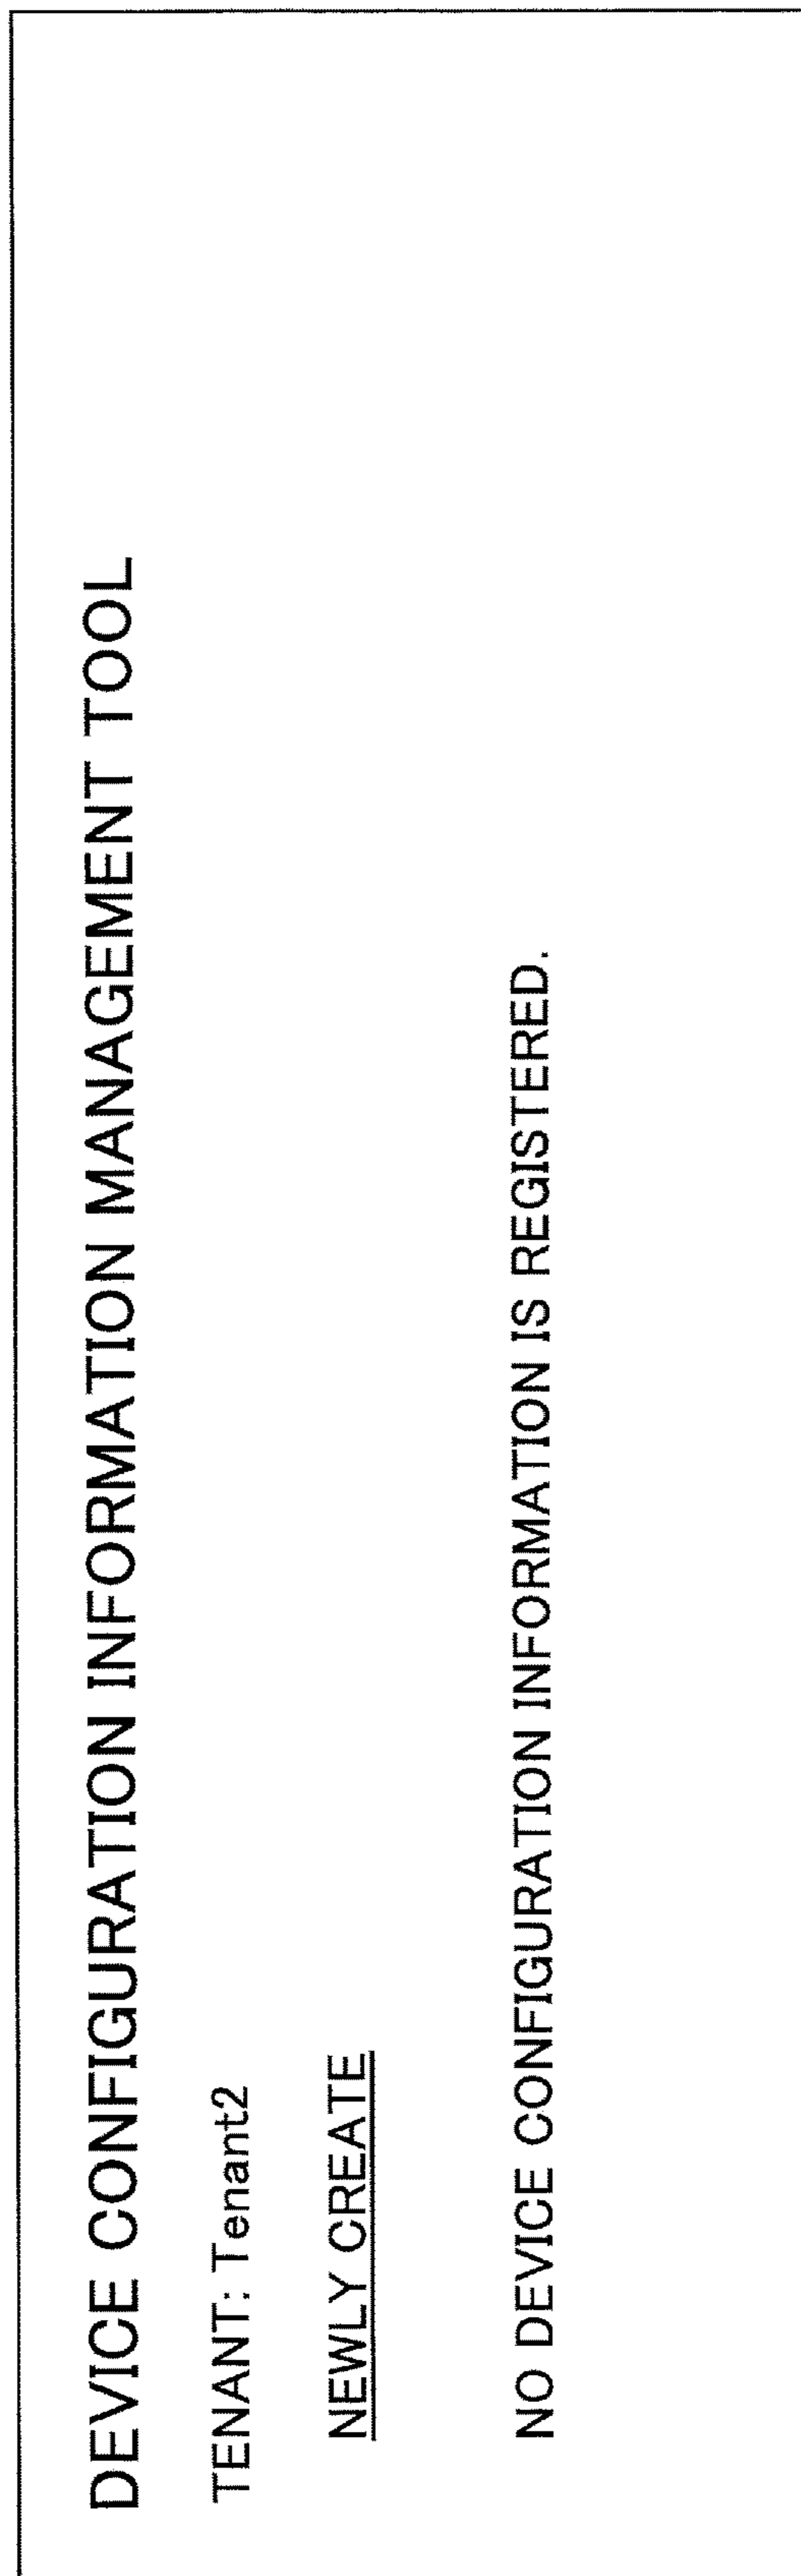 DEVICE CONFIGURATION INFORMATION MANAGEMENT TOOL
TENANT: Tenant2
NEWLY CREATE
NO DEVICE CONFIGURATION INFORMATION IS REGISTERED.